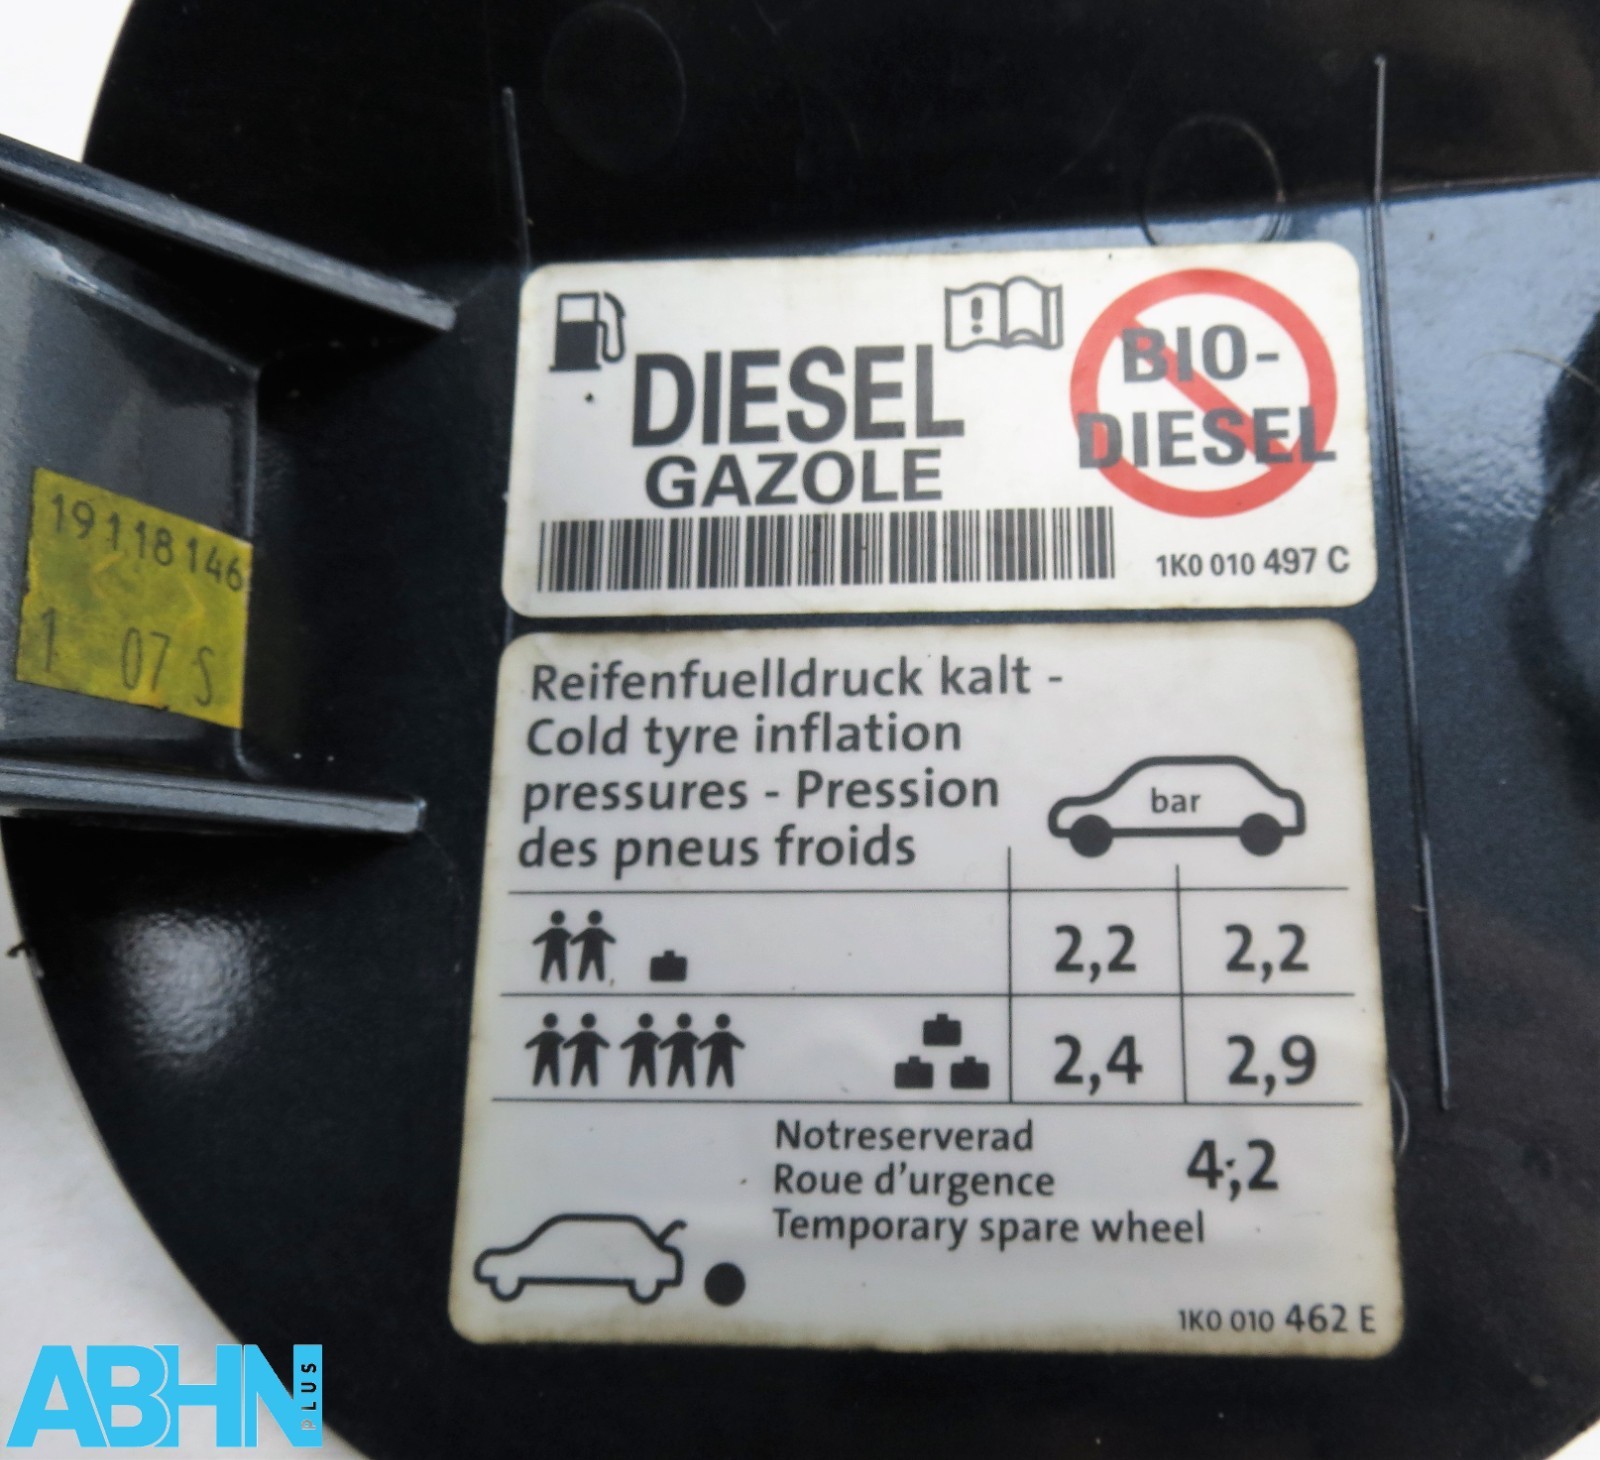 DIESEL
GAZOLE
BIO-
DIESEL
1K0 010 497 C
19118146
1 07 S
Reifenfuelldruck kalt -
Cold tyre inflation
pressures - Pression
des pneus froids
bar
2,2 2,2
2,4 2,9
Notreserverad
Roue d'urgence
Temporary spare wheel
4,2
1K0 010 462 E
ABHN PLUS